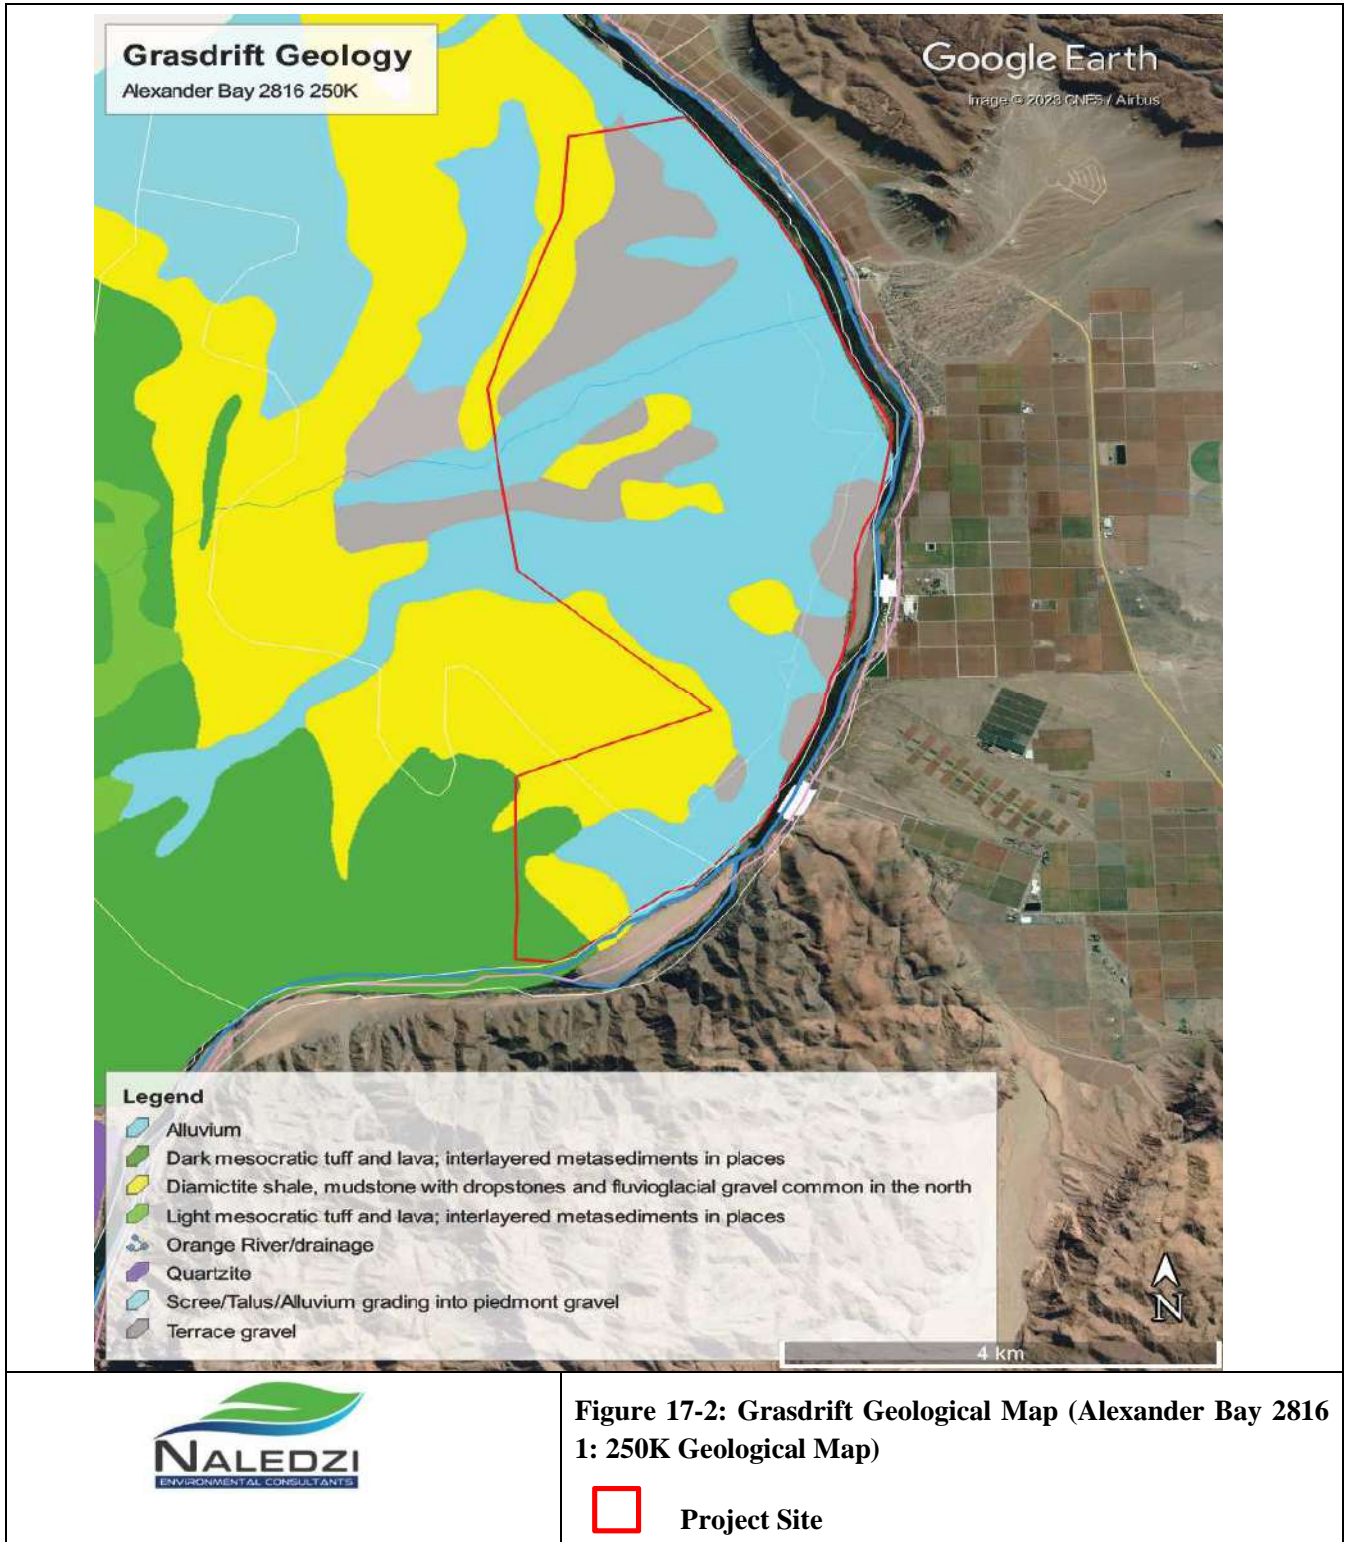 Grasdrift Geology
Alexander Bay 2816 250K
Google Earth
Image © 2023 CNES / Airbus
Legend
Alluvium
Dark mesocratic tuff and lava; interlayered metasediments in places
Diamictite shale, mudstone with dropstones and fluvioglacial gravel common in the north
Light mesocratic tuff and lava; interlayered metasediments in places
Orange River/drainage
Quartzite
Scree/Talus/Alluvium grading into piedmont gravel
Terrace gravel
N
4 km
NALEDZI
ENVIRONMENTAL CONSULTANTS
Figure 17-2: Grasdrift Geological Map (Alexander Bay 2816
1: 250K Geological Map)
Project Site